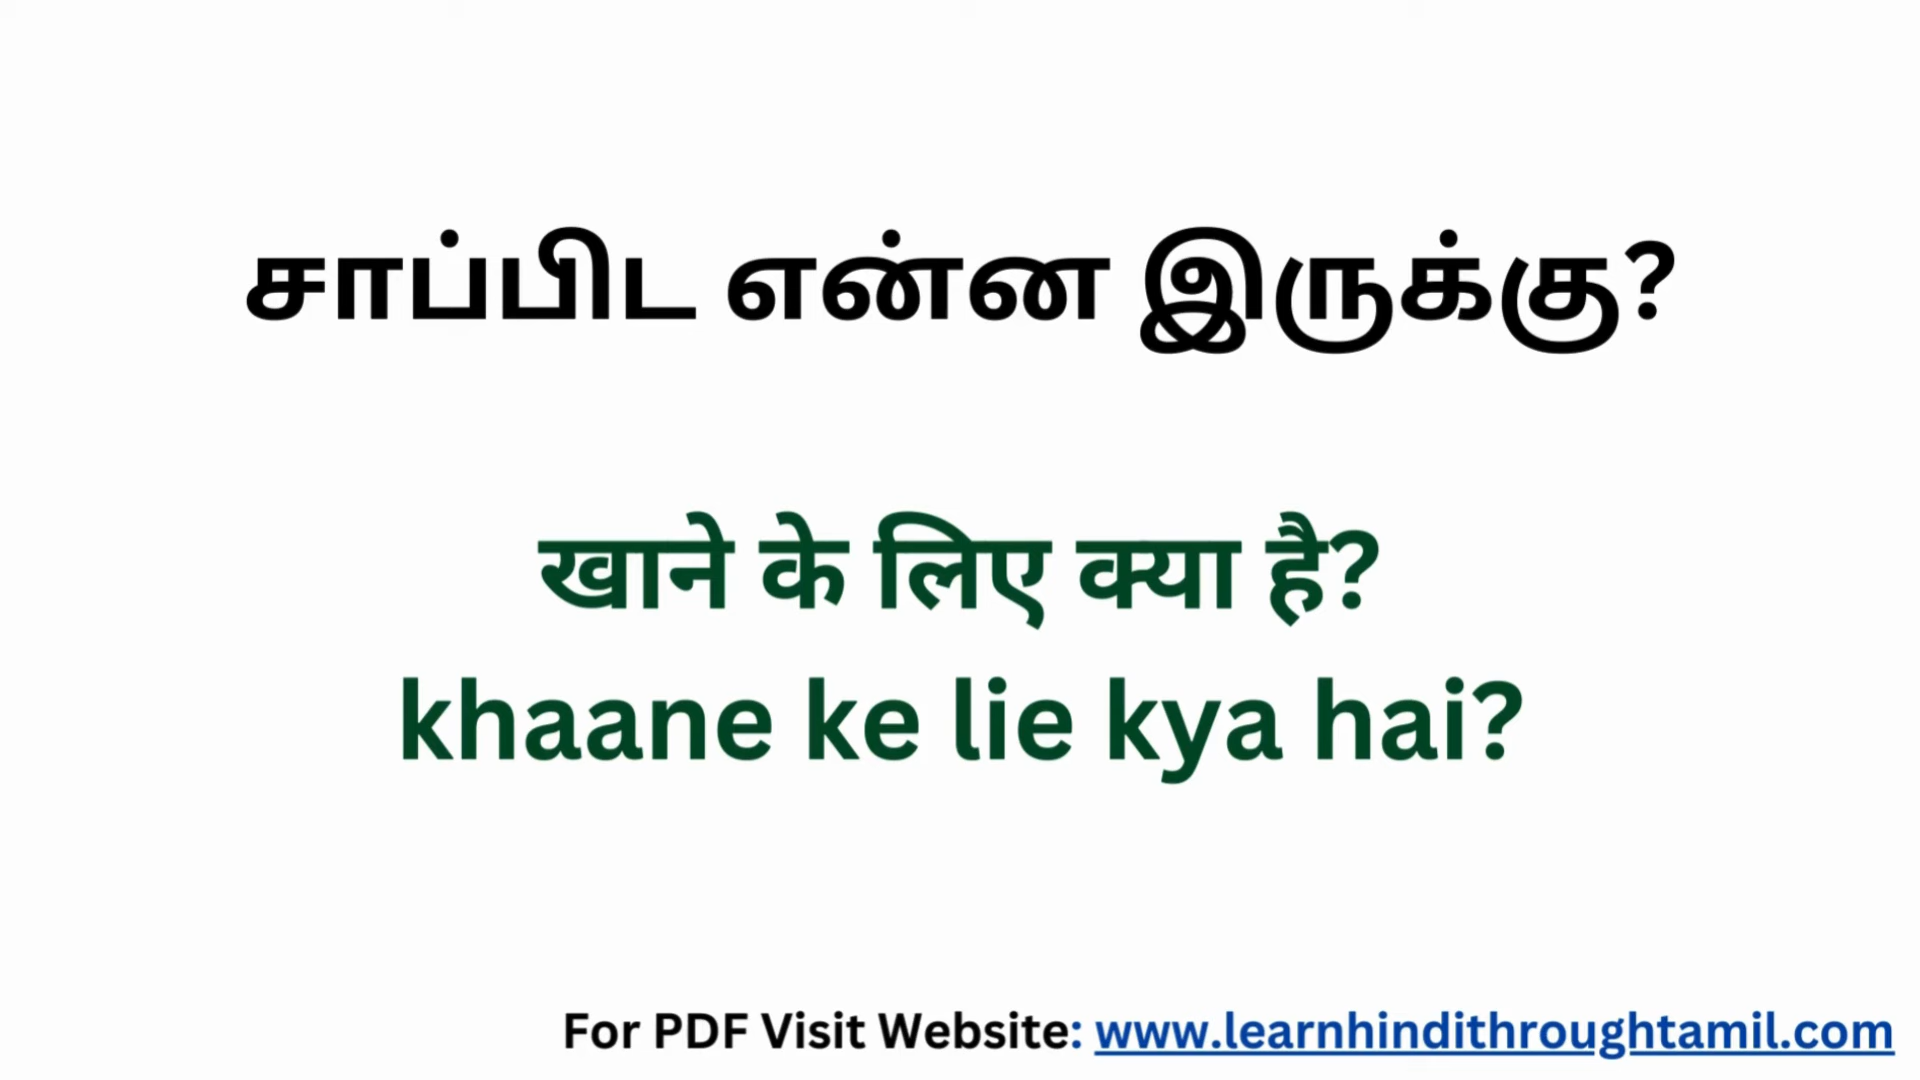 சாப்பிட என்ன இருக்கு?
खाने के लिए क्या है?
khaane ke lie kya hai?
For PDF Visit Website: www.learnhindithroughtamil.com